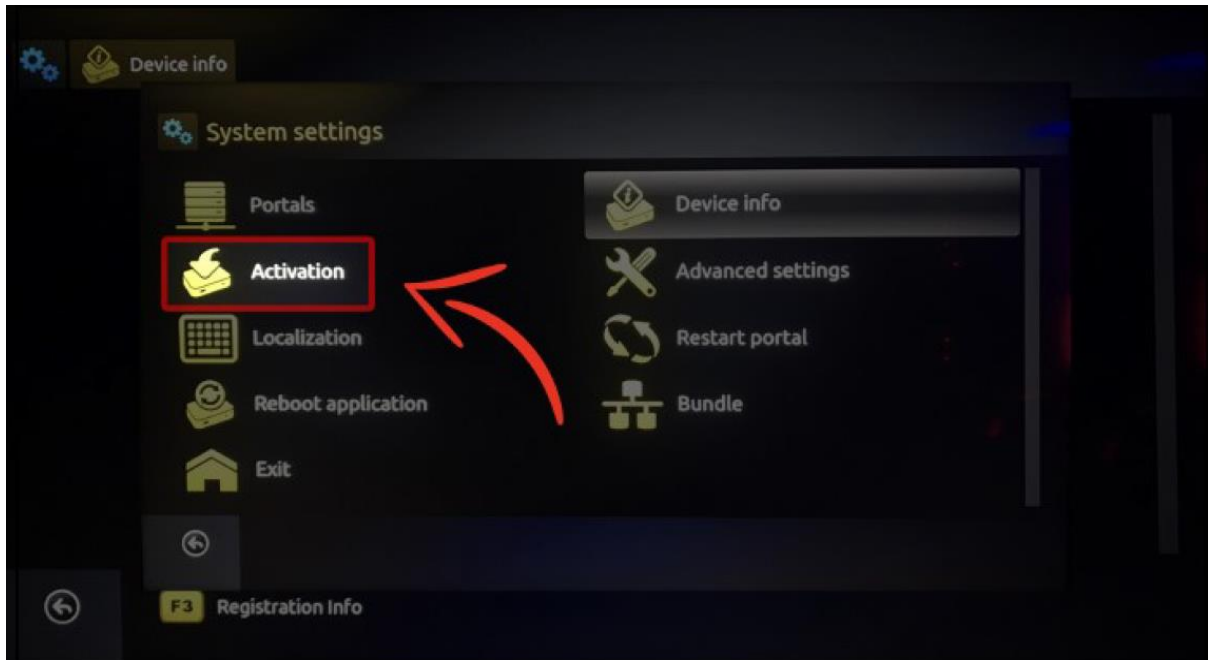 Device info
System settings
Portals
Device info
Activation
Advanced settings
Localization
Restart portal
Reboot application
Bundle
Exit
F3 Registration Info